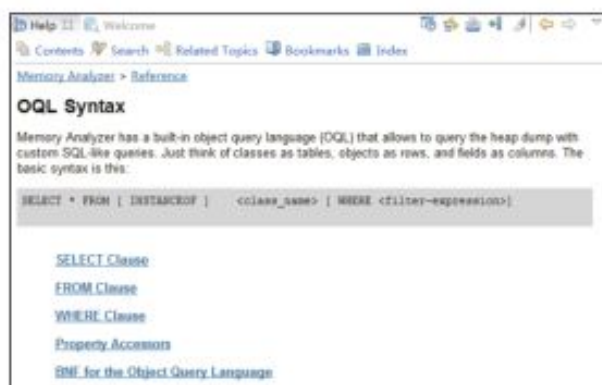 Help Welcome
Contents Search Related Topics Bookmarks Index
Memory Analyzer > Reference
OQL Syntax
Memory Analyzer has a built-in object query language (OQL) that allows to query the heap dump with
custom SQL-like queries. Just think of classes as tables, objects as rows, and fields as columns. The
basic syntax is this:
SELECT * FROM [ INSTANCEOF ] <class_name> [ WHERE <filter-expression>]
SELECT Clause
FROM Clause
WHERE Clause
Property Accessors
BNF for the Object Query Language